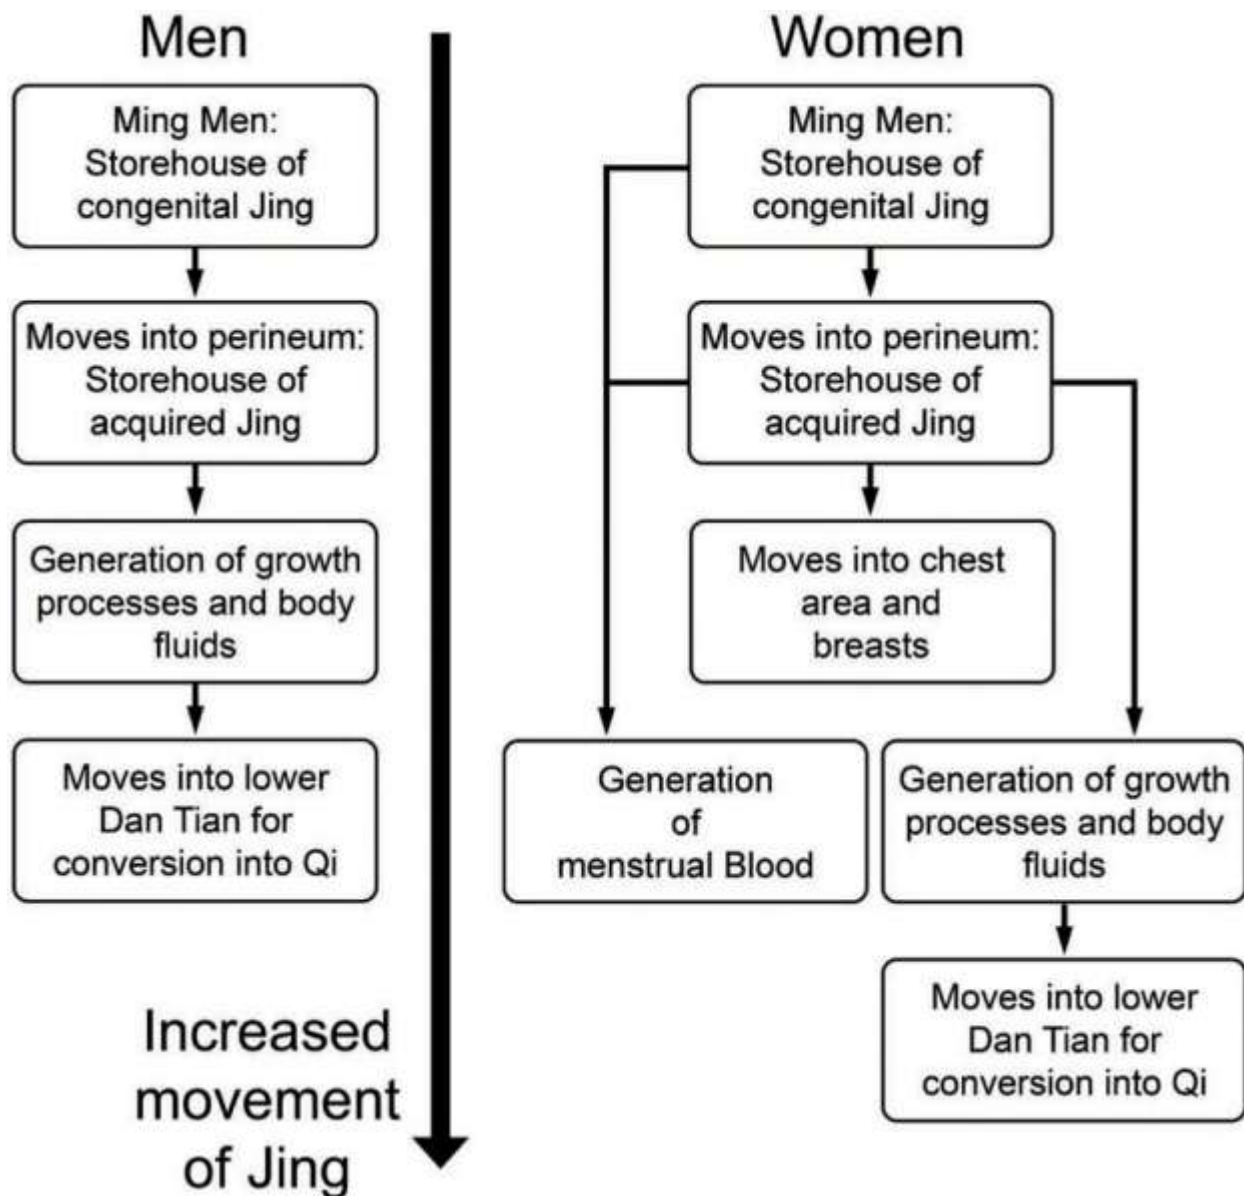 Men
Ming Men:
Storehouse of
congenital Jing
Moves into perineum:
Storehouse of
acquired Jing
Generation of growth
processes and body
fluids
Moves into lower
Dan Tian for
conversion into Qi
Increased
movement
of Jing
Women
Ming Men:
Storehouse of
congenital Jing
Moves into perineum:
Storehouse of
acquired Jing
Moves into chest
area and
breasts
Generation
of
menstrual Blood
Generation of growth
processes and body
fluids
Moves into lower
Dan Tian for
conversion into Qi